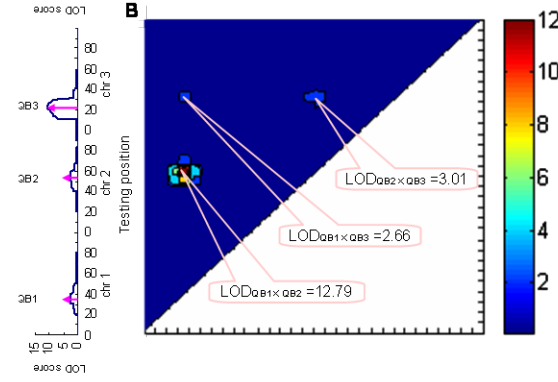 LOD score
B
QB3
QB2
QB1
80
60
40
20
0
chr 3
80
60
40
20
0
chr 2
80
60
40
20
0
chr 1
15
10
5
0
LOD score
Testing position
LODQB2×QB3 =3.01
LODQB1×QB3 =2.66
LODQB1×QB2 =12.79
12
10
8
6
4
2